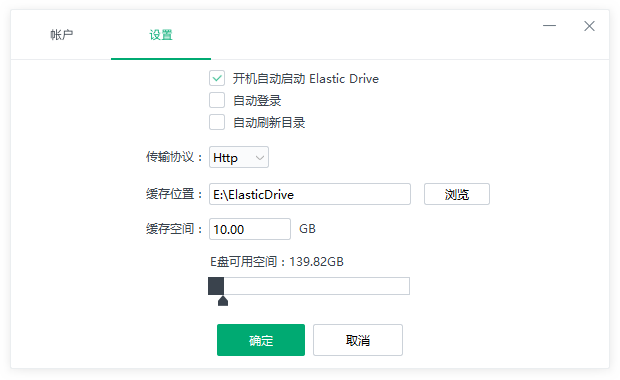 帐户 设置
开机自动启动 Elastic Drive
自动登录
自动刷新目录
传输协议： Http
缓存位置： E:\ElasticDrive 浏览
缓存空间： 10.00 GB
E盘可用空间：139.82GB
确定 取消